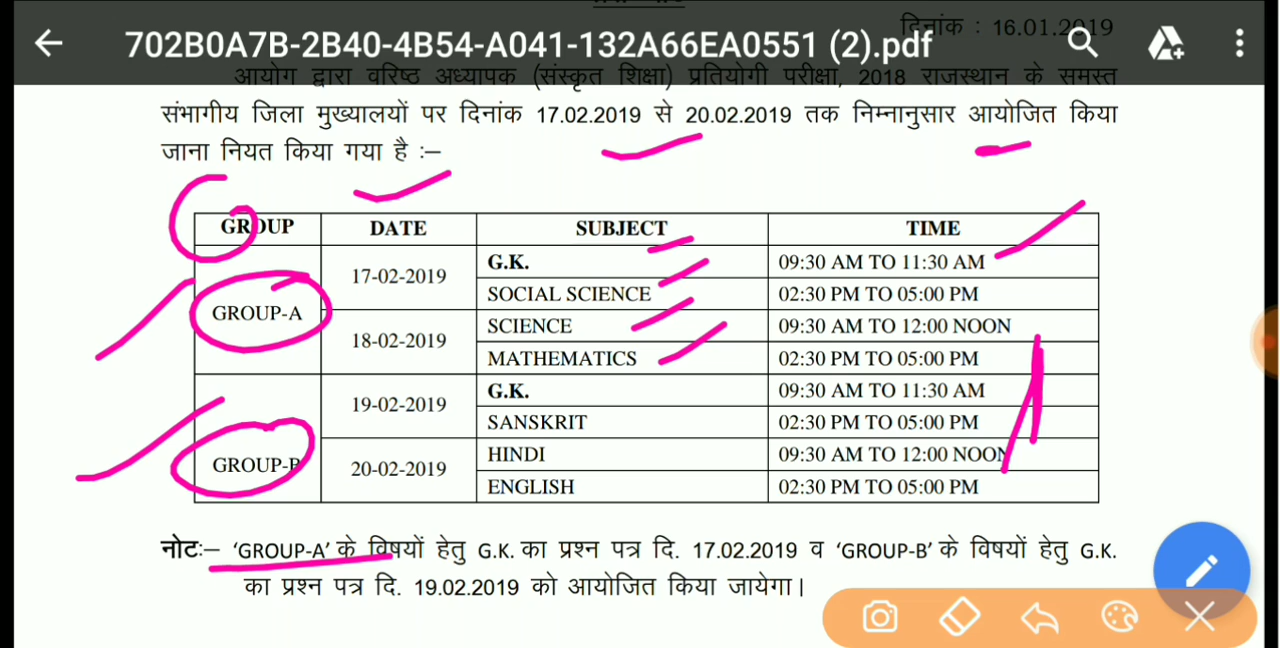 दिनांक : 16.01.2019
702B0A7B-2B40-4B54-A041-132A66EA0551 (2).pdf
आयोग द्वारा वरिष्ठ अध्यापक (संस्कृत शिक्षा) प्रतियोगी परीक्षा, 2018 राजस्थान के समस्त
संभागीय जिला मुख्यालयों पर दिनांक 17.02.2019 से 20.02.2019 तक निम्नानुसार आयोजित किया
जाना नियत किया गया है :–
GROUP DATE SUBJECT TIME
GROUP-A 17-02-2019 G.K. 09:30 AM TO 11:30 AM
SOCIAL SCIENCE 02:30 PM TO 05:00 PM
18-02-2019 SCIENCE 09:30 AM TO 12:00 NOON
MATHEMATICS 02:30 PM TO 05:00 PM
GROUP-B 19-02-2019 G.K. 09:30 AM TO 11:30 AM
SANSKRIT 02:30 PM TO 05:00 PM
20-02-2019 HINDI 09:30 AM TO 12:00 NOON
ENGLISH 02:30 PM TO 05:00 PM
नोटः– ‘GROUP-A’ के विषयों हेतु G.K. का प्रश्न पत्र दि. 17.02.2019 व ‘GROUP-B’ के विषयों हेतु G.K.
का प्रश्न पत्र दि. 19.02.2019 को आयोजित किया जायेगा।